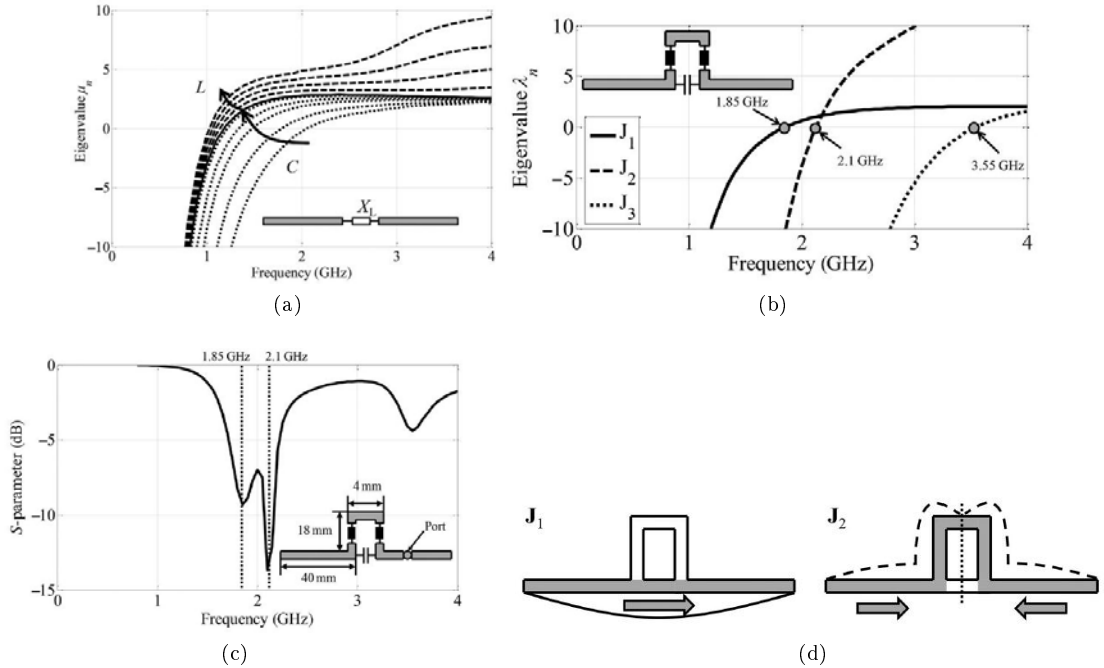 10
5
0
−5
−10
Eigenvalue μn
L
C
XL
0 1 2 3 4
Frequency (GHz)
(a)
10
5
0
−5
−10
Eigenvalue λn
1.85 GHz
2.1 GHz
3.55 GHz
J1
J2
J3
0 1 2 3 4
Frequency (GHz)
(b)
1.85 GHz 2.1 GHz
0
−5
−10
−15
S-parameter (dB)
4 mm
18 mm
Port
40 mm
0 1 2 3 4
Frequency (GHz)
(c)
J1
J2
(d)